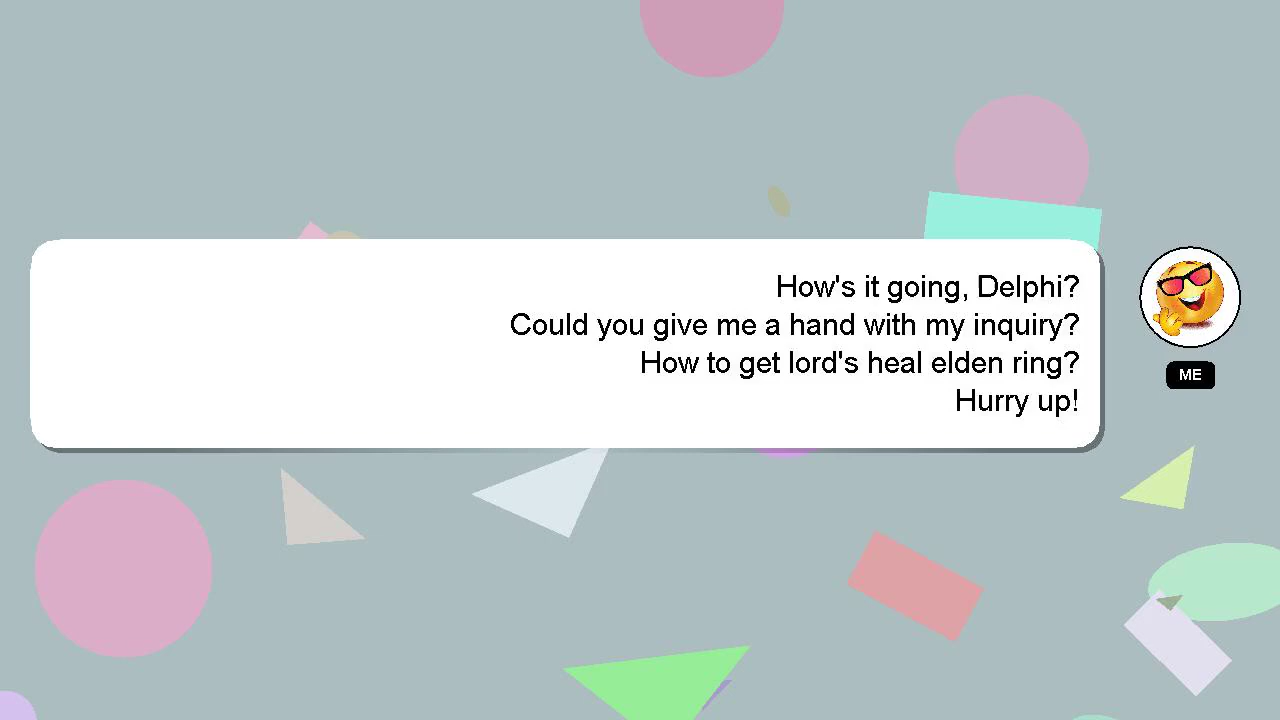 How's it going, Delphi?
Could you give me a hand with my inquiry?
How to get lord's heal elden ring?
Hurry up!
ME